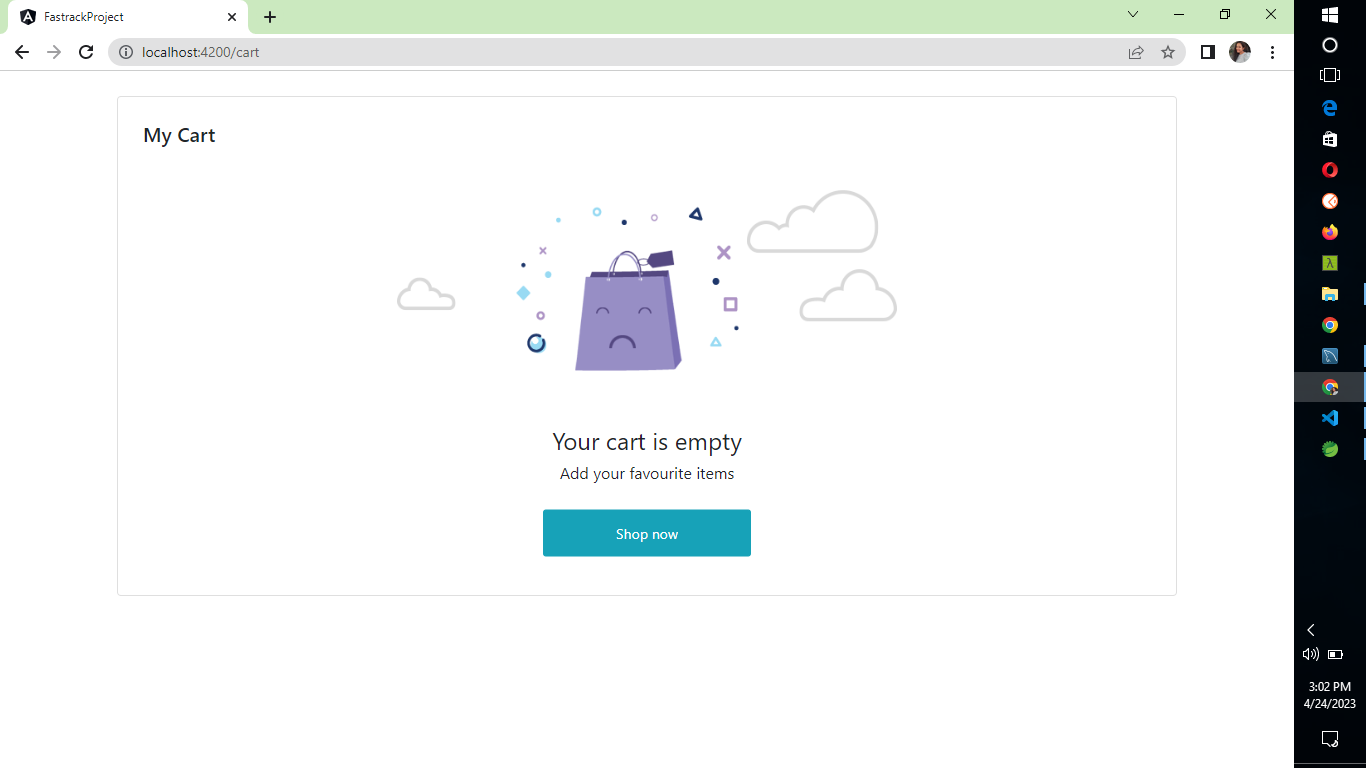 FastrackProject
localhost:4200/cart
My Cart
Your cart is empty
Add your favourite items
Shop now
3:02 PM
4/24/2023